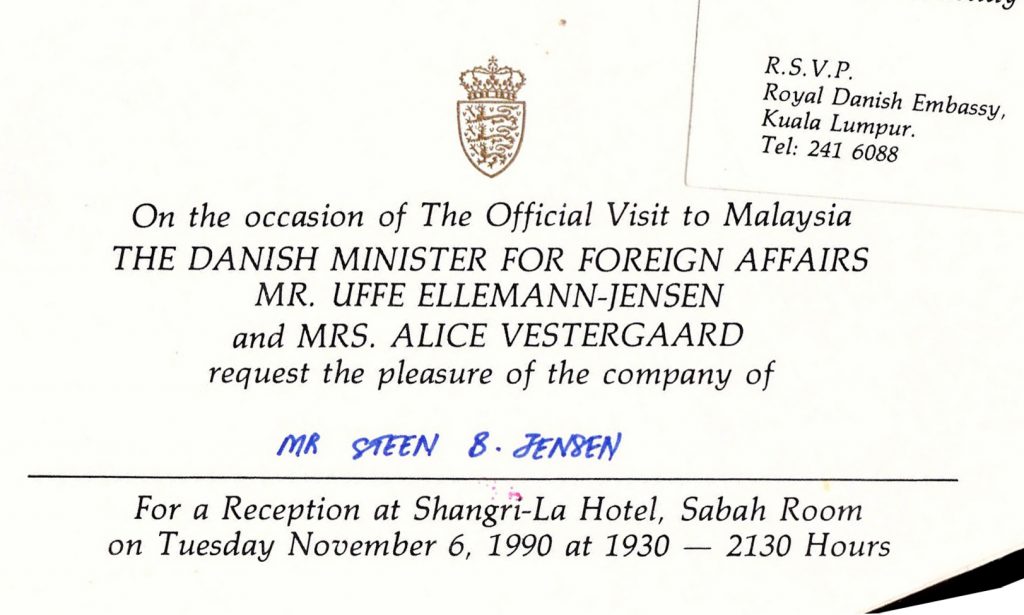 R.S.V.P.
Royal Danish Embassy,
Kuala Lumpur.
Tel: 241 6088
On the occasion of The Official Visit to Malaysia
THE DANISH MINISTER FOR FOREIGN AFFAIRS
MR. UFFE ELLEMANN-JENSEN
and MRS. ALICE VESTERGAARD
request the pleasure of the company of
MR STEEN B. JENSEN
For a Reception at Shangri-La Hotel, Sabah Room
on Tuesday November 6, 1990 at 1930 — 2130 Hours